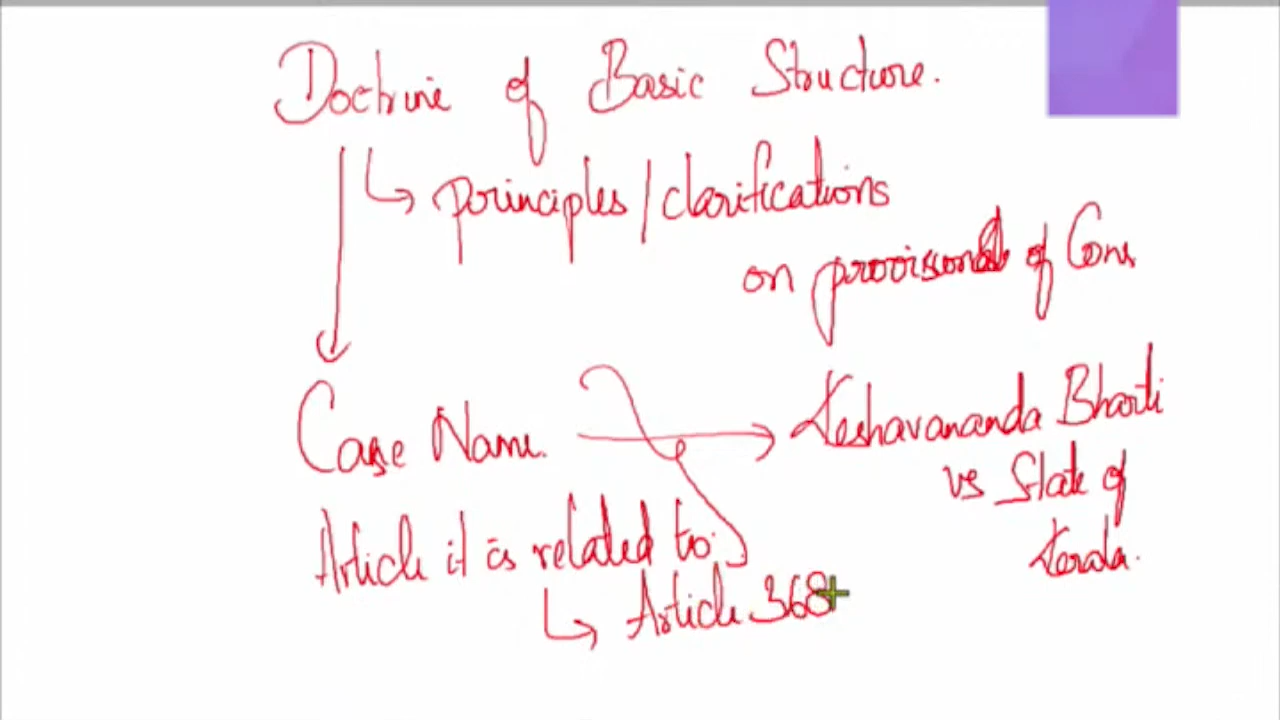 Doctrine of Basic Structure.
principles/clarifications
on provisions of Cons
Case Name. Keshavananda Bharti
vs State of
Kerala.
Article it is related to:
Article 368